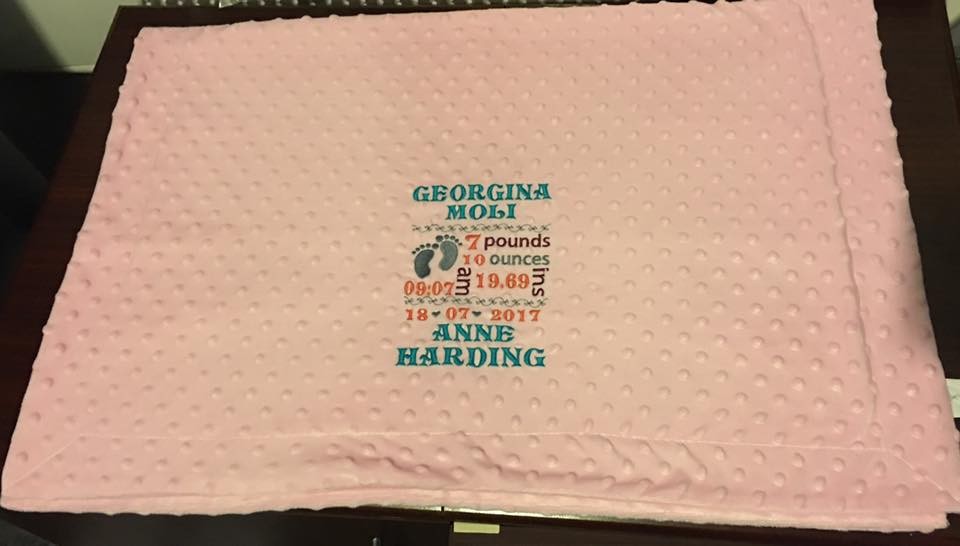 GEORGINA
MOLI
7 pounds
10 ounces
09:07 am 19.69 ins
18 07 2017
ANNE
HARDING